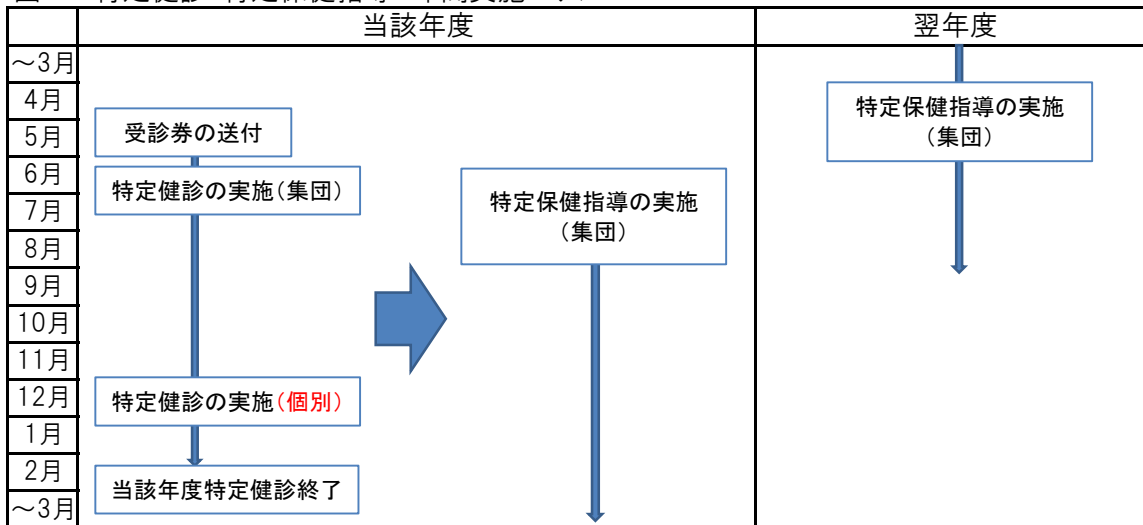 当該年度
翌年度
～3月
4月
5月
6月
7月
8月
9月
10月
11月
12月
1月
2月
～3月
受診券の送付
特定健診の実施(集団)
特定健診の実施(個別)
当該年度特定健診終了
特定保健指導の実施
(集団)
特定保健指導の実施
(集団)